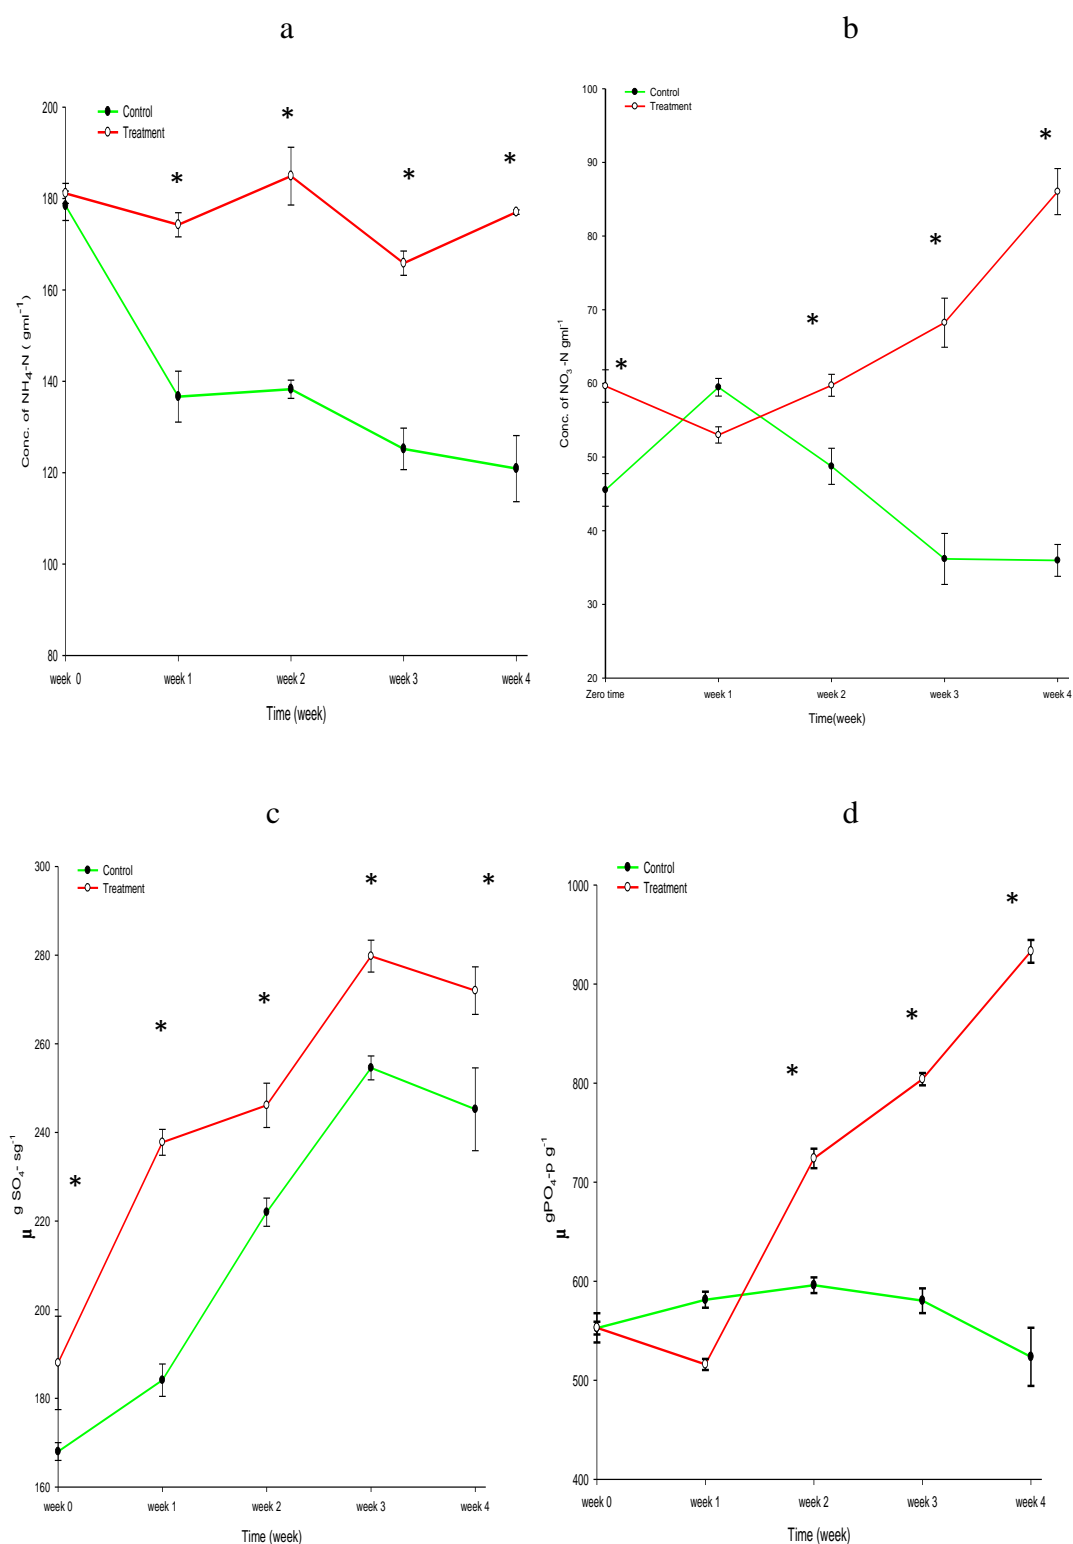 a
Control
Treatment
*
*
*
*
200
180
160
140
120
100
80
Conc. of NH4-N ( gml-1)
week 0
week 1
week 2
week 3
week 4
Time (week)
b
Control
Treatment
*
*
*
*
100
90
80
70
60
50
40
30
20
Conc. of NO3-N gml-1
Zero time
week 1
week 2
week 3
week 4
Time(week)
c
Control
Treatment
*
*
*
*
*
300
280
260
240
220
200
180
160
µ g SO4- sg-1
week 0
week 1
week 2
week 3
week 4
Time (week)
d
Control
Treatment
*
*
*
1000
900
800
700
600
500
400
µ gPO4-p g-1
week 0
week 1
week 2
week 3
week 4
Time (week)